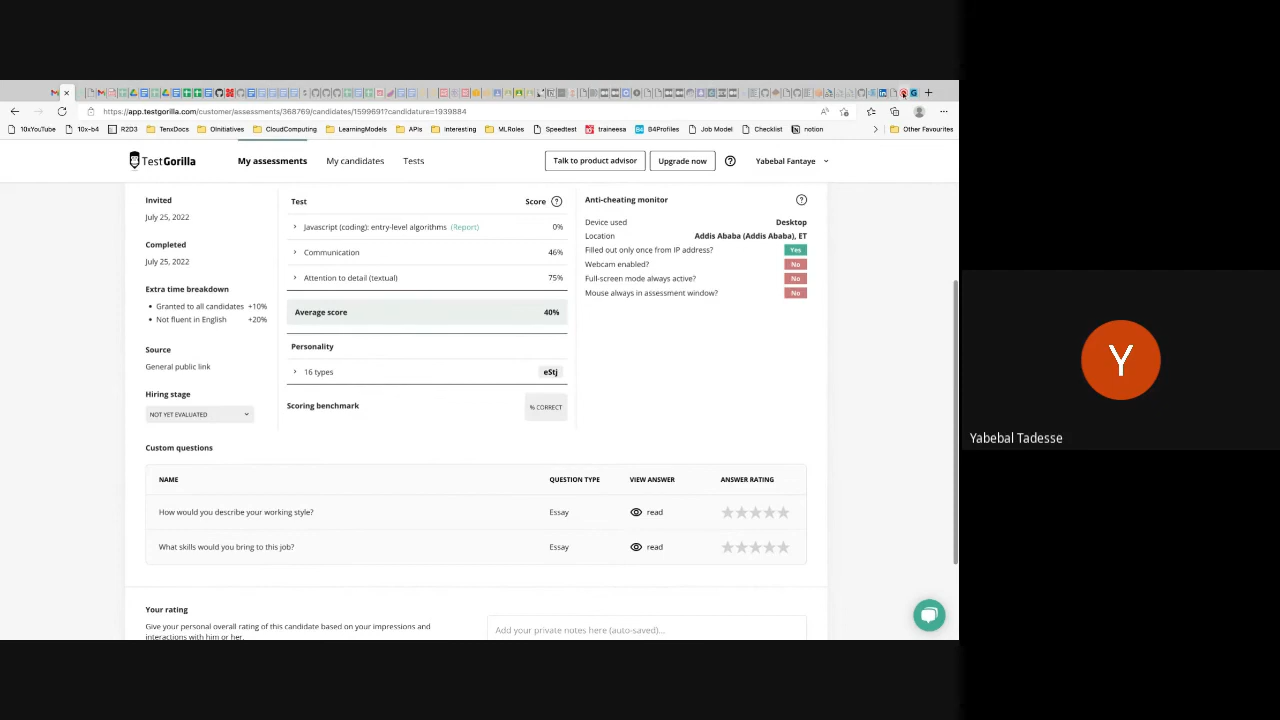 https://app.testgorilla.com/customer/assessments/368769/candidates/1599691?candidature=1939884
10xYouTube 10x-b4 R2D3 TenxDocs OInitiatives CloudComputing LearningModels APIs Interesting MLRoles Speedtest traineesa B4Profiles Job Model Checklist notion Other Favourites
TestGorilla My assessments My candidates Tests Talk to product advisor Upgrade now Yabebal Fantaye
Invited
July 25, 2022
Completed
July 25, 2022
Extra time breakdown
• Granted to all candidates +10%
• Not fluent in English +20%
Source
General public link
Hiring stage
NOT YET EVALUATED
Test Score
Javascript (coding): entry-level algorithms (Report) 0%
Communication 46%
Attention to detail (textual) 75%
Average score 40%
Personality
16 types eStj
Scoring benchmark % CORRECT
Anti-cheating monitor
Device used Desktop
Location Addis Ababa (Addis Ababa), ET
Filled out only once from IP address? Yes
Webcam enabled? No
Full-screen mode always active? No
Mouse always in assessment window? No
Custom questions
NAME QUESTION TYPE VIEW ANSWER ANSWER RATING
How would you describe your working style? Essay read
What skills would you bring to this job? Essay read
Your rating
Give your personal overall rating of this candidate based on your impressions and
interactions with him or her.
Add your private notes here (auto-saved)...
Y
Yabebal Tadesse